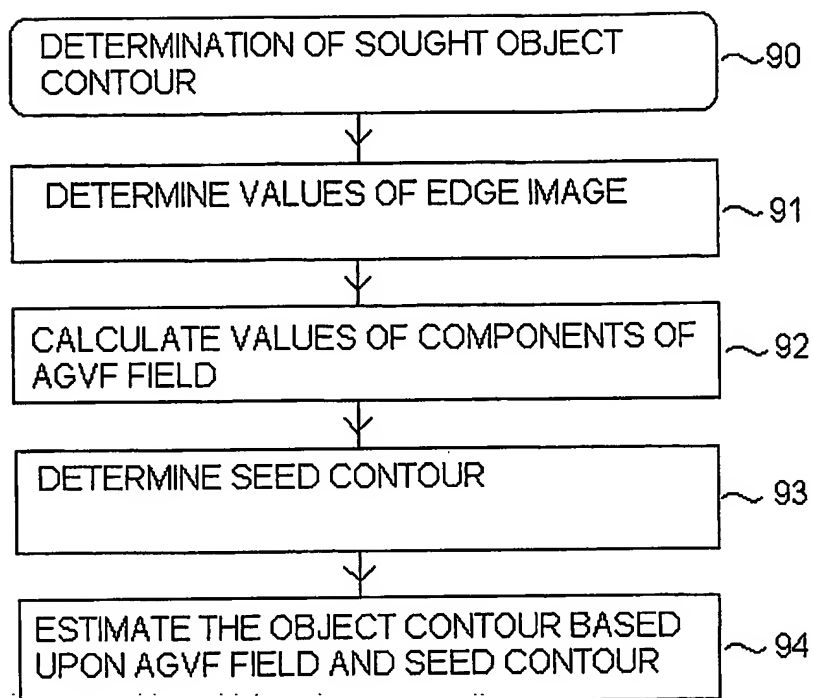 DETERMINATION OF SOUGHT OBJECT
CONTOUR
90
DETERMINE VALUES OF EDGE IMAGE
91
CALCULATE VALUES OF COMPONENTS OF
AGVF FIELD
92
DETERMINE SEED CONTOUR
93
ESTIMATE THE OBJECT CONTOUR BASED
UPON AGVF FIELD AND SEED CONTOUR
94